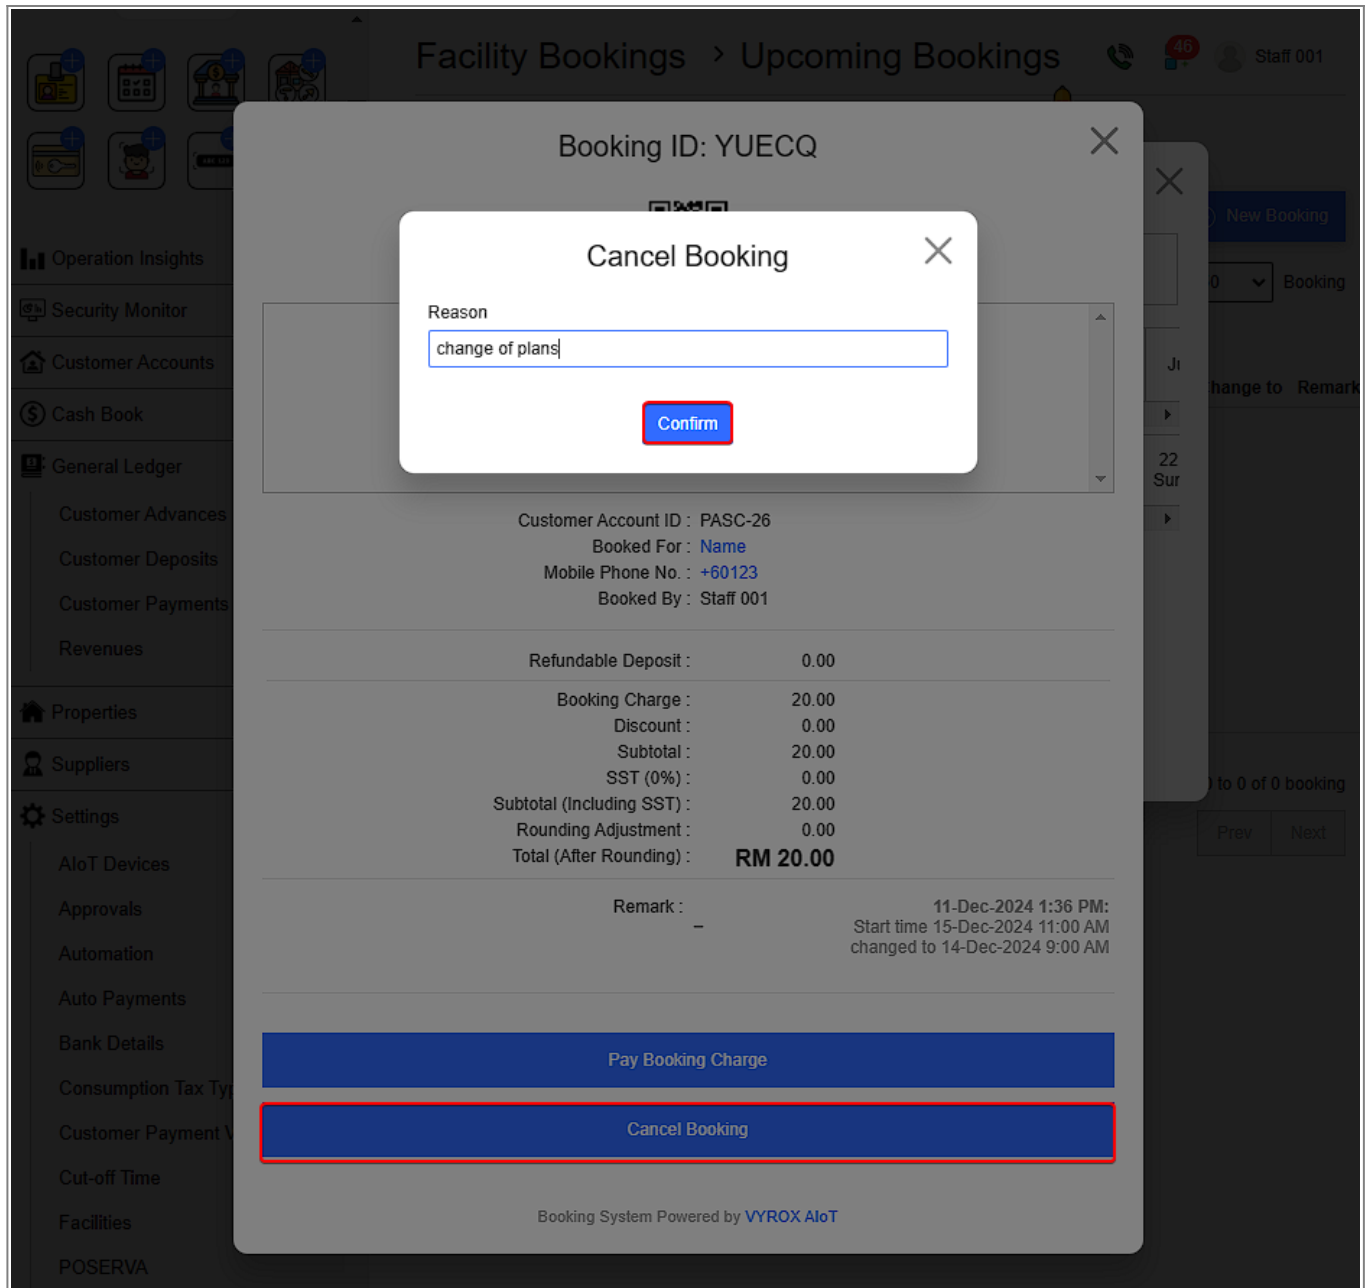 Facility Bookings > Upcoming Bookings
46
Staff 001
Booking ID: YUECQ
New Booking
Cancel Booking
Operation Insights
Reason
Booking
Security Monitor
change of plans
Customer Accounts
Change to Remark
Cash Book
Confirm
General Ledger
22
Customer Advances
Customer Account ID : PASC-26
Booked For : Name
Customer Deposits
Mobile Phone No. : +60123
Customer Payments
Booked By : Staff 001
Revenues
Refundable Deposit : 0.00
Booking Charge : 20.00
Properties
Discount : 0.00
Subtotal : 20.00
Suppliers
SST (0%) : 0.00
0 to 0 of 0 booking
Subtotal (Including SST) : 20.00
Settings
Rounding Adjustment : 0.00
Prev Next
Total (After Rounding) : RM 20.00
AIoT Devices
Approvals
Remark :
–
11-Dec-2024 1:36 PM:
Start time 15-Dec-2024 11:00 AM
changed to 14-Dec-2024 9:00 AM
Automation
Auto Payments
Bank Details
Pay Booking Charge
Consumption Tax Typ
Customer Payment V
Cancel Booking
Cut-off Time
Facilities
Booking System Powered by VYROX AIoT
POSERVA